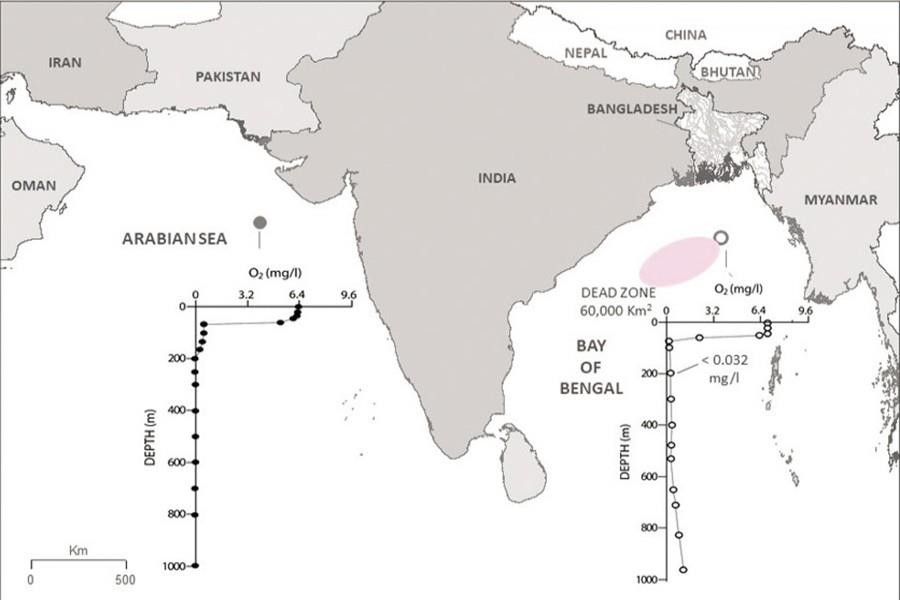 CHINA
IRAN
NEPAL
PAKISTAN
BHUTAN
BANGLADESH
INDIA
OMAN
MYANMAR
ARABIAN SEA
O₂ (mg/l)
0 3.2 6.4 9.6
0
200
400
600
800
1000
DEPTH (m)
DEAD ZONE
60,000 Km²
O₂ (mg/l)
0 3.2 6.4 9.6
BAY
OF
BENGAL
< 0.032
mg/l
0
200
400
600
800
1000
DEPTH (m)
Km
0 500